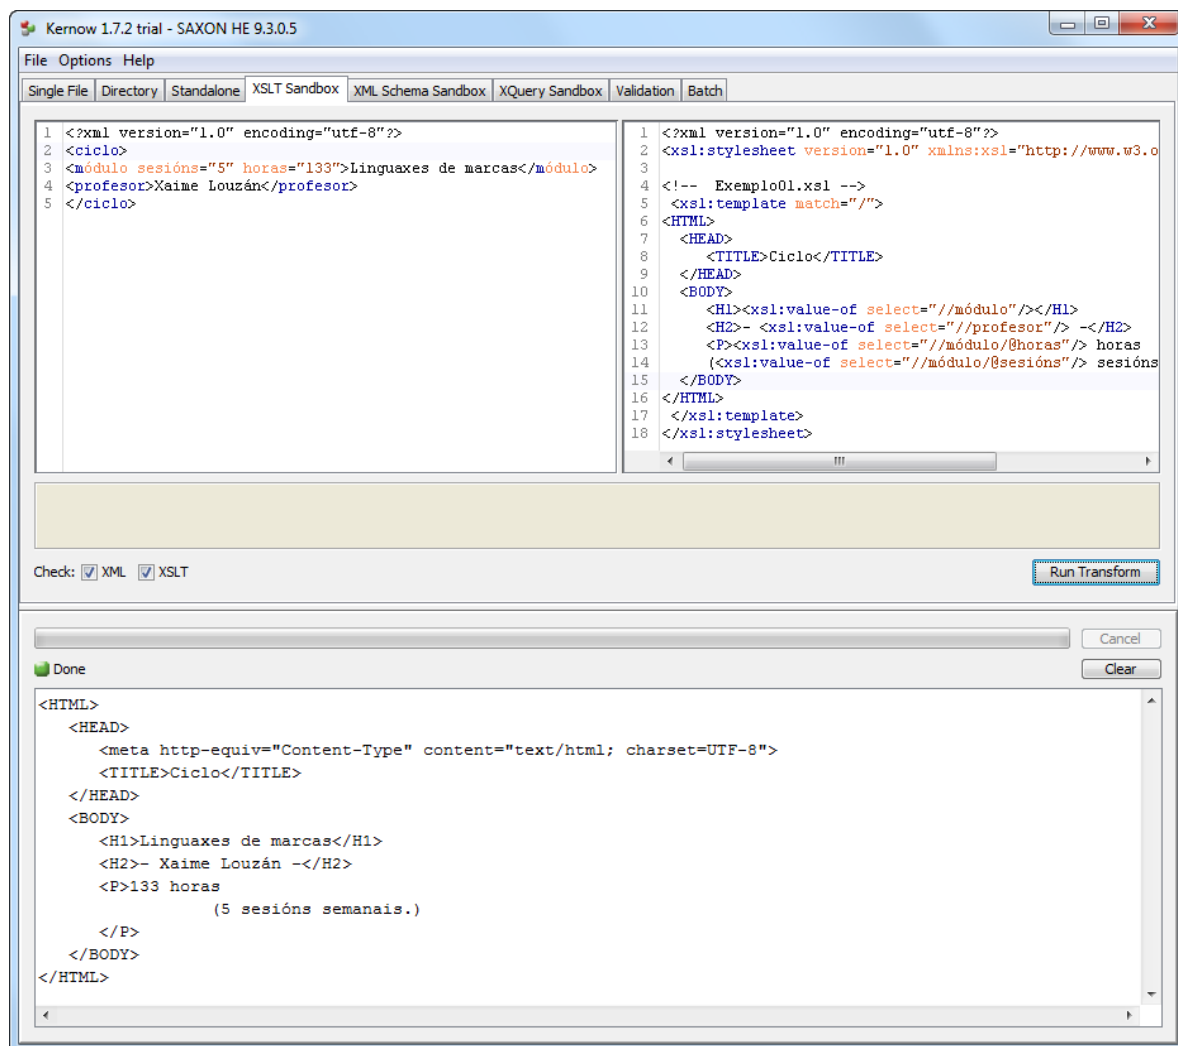 Kernow 1.7.2 trial - SAXON HE 9.3.0.5
File Options Help
Single File Directory Standalone XSLT Sandbox XML Schema Sandbox XQuery Sandbox Validation Batch
1 <?xml version="1.0" encoding="utf-8"?>
2 <ciclo>
3 <módulo sesións="5" horas="133">Linguaxes de marcas</módulo>
4 <profesor>Xaime Louzán</profesor>
5 </ciclo>
1 <?xml version="1.0" encoding="utf-8"?>
2 <xsl:stylesheet version="1.0" xmlns:xsl="http://www.w3.o
3
4 <!-- Exemplo01.xsl -->
5 <xsl:template match="/">
6 <HTML>
7 <HEAD>
8 <TITLE>Ciclo</TITLE>
9 </HEAD>
10 <BODY>
11 <H1><xsl:value-of select="//módulo"/></H1>
12 <H2>- <xsl:value-of select="//profesor"/> -</H2>
13 <P><xsl:value-of select="//módulo/@horas"/> horas
14 (<xsl:value-of select="//módulo/@sesións"/> sesións
15 </BODY>
16 </HTML>
17 </xsl:template>
18 </xsl:stylesheet>
Check: XML XSLT
Run Transform
Cancel
Done
Clear
<HTML>
<HEAD>
<meta http-equiv="Content-Type" content="text/html; charset=UTF-8">
<TITLE>Ciclo</TITLE>
</HEAD>
<BODY>
<H1>Linguaxes de marcas</H1>
<H2>- Xaime Louzán -</H2>
<P>133 horas
(5 sesións semanais.)
</P>
</BODY>
</HTML>